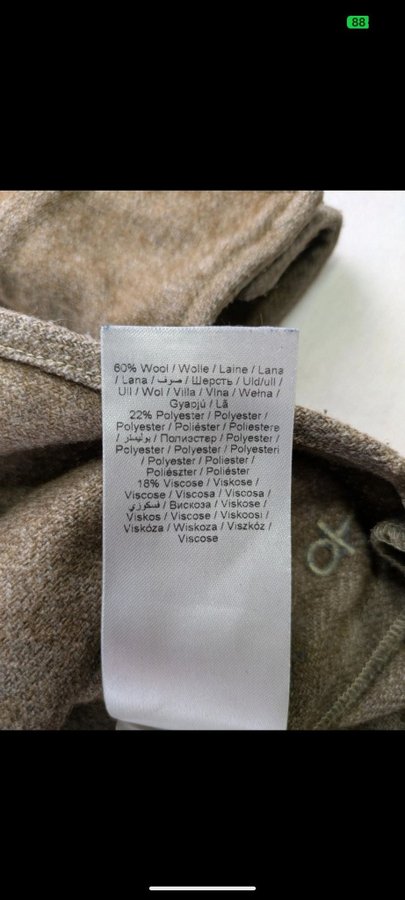 88
60% Wool / Wolle / Laine / Lana
/ Lana / صوف / Шерсть / Uld/ull /
Ull / Wol / Villa / Vlna / Wełna /
Gyapjú / Lã
22% Polyester / Polyester /
Polyester / Poliéster / Poliestere
/ بوليستر / Полиэстер / Polyester /
Polyester / Polyester / Polyesteri
/ Polyester / Poliester /
Poliészter / Poliéster
18% Viscose / Viskose /
Viscose / Viscosa / Viscosa /
فسكوزي / Вискоза / Viskose /
Viskos / Viscose / Viskoosi /
Viskóza / Wiskoza / Viszkóz /
Viscose